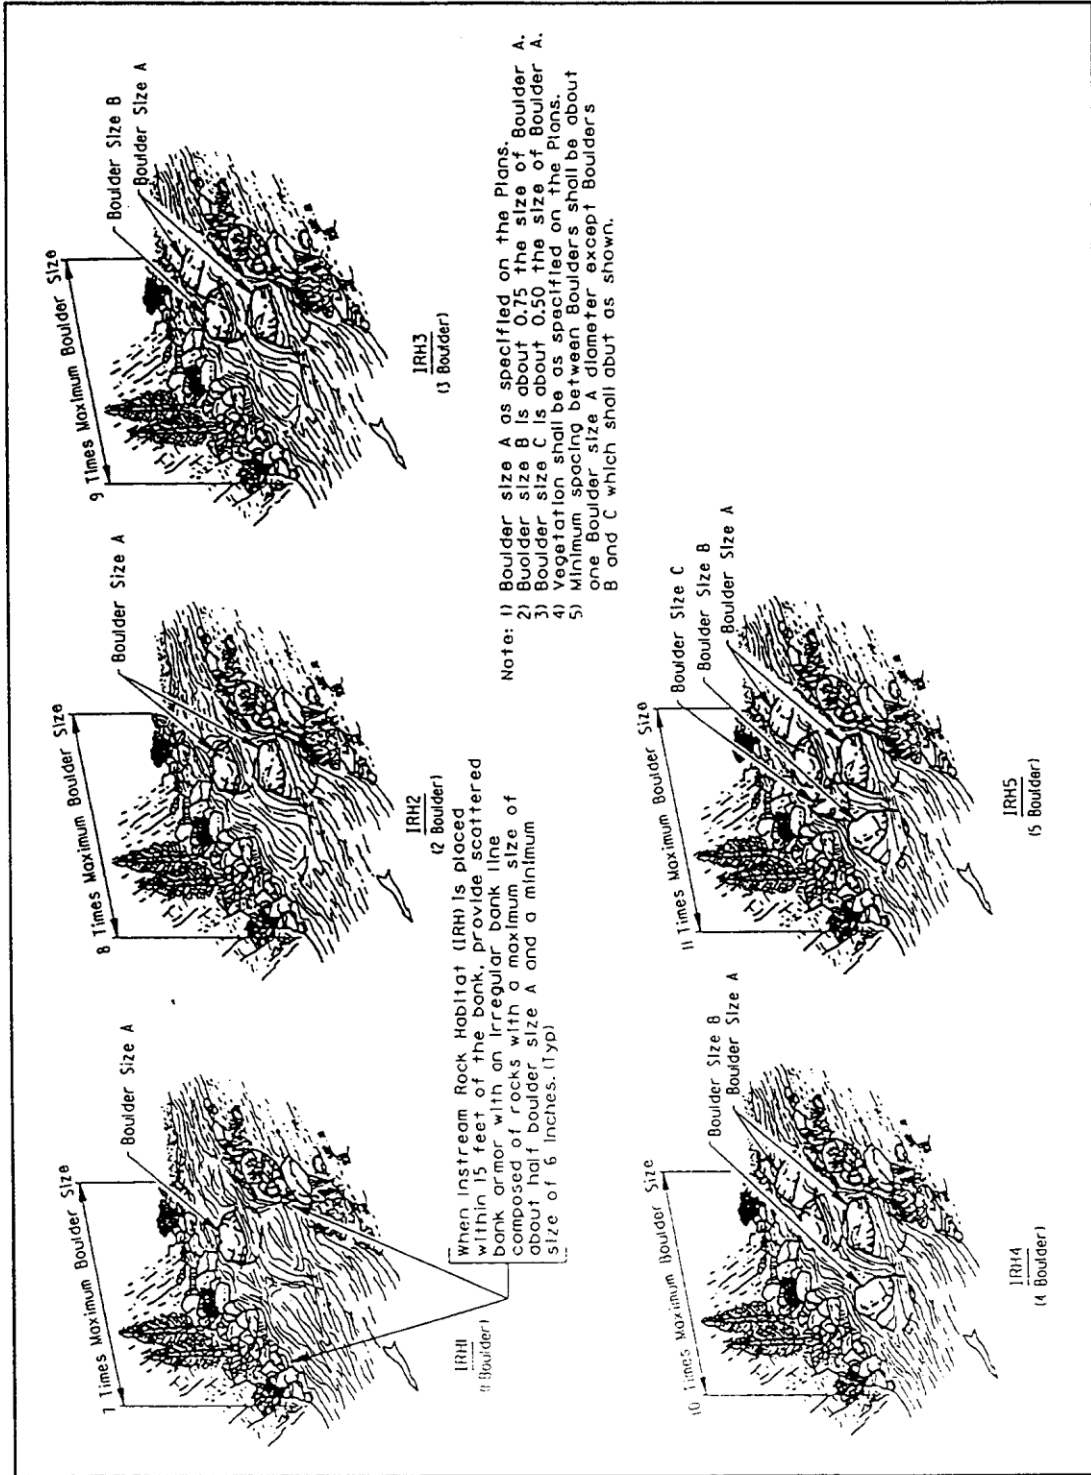 7 Times Maximum Boulder Size
Boulder Size A
IRH1
(1 Boulder)
When Instream Rock Habitat (IRH) is placed
within 15 feet of the bank, provide scattered
bank armor with an irregular bank line
composed of rocks with a maximum size of
about half boulder size A and a minimum
size of 6 inches. (Typ)
8 Times Maximum Boulder Size
Boulder Size A
IRH2
(2 Boulder)
9 Times Maximum Boulder Size
Boulder Size B
Boulder Size A
IRH3
(3 Boulder)
Note: 1) Boulder size A as specified on the Plans.
2) Buolder size B is about 0.75 the size of Boulder A.
3) Boulder size C is about 0.50 the size of Boulder A.
4) Vegetation shall be as specified on the Plans.
5) Minimum spacing between Boulders shall be about
one Boulder size A diameter except Boulders
B and C which shall abut as shown.
10 Times Maximum Boulder Size
Boulder Size B
Boulder Size A
IRH4
(4 Boulder)
11 Times Maximum Boulder Size
Boulder Size C
Boulder Size B
Boulder Size A
IRH5
(5 Boulder)